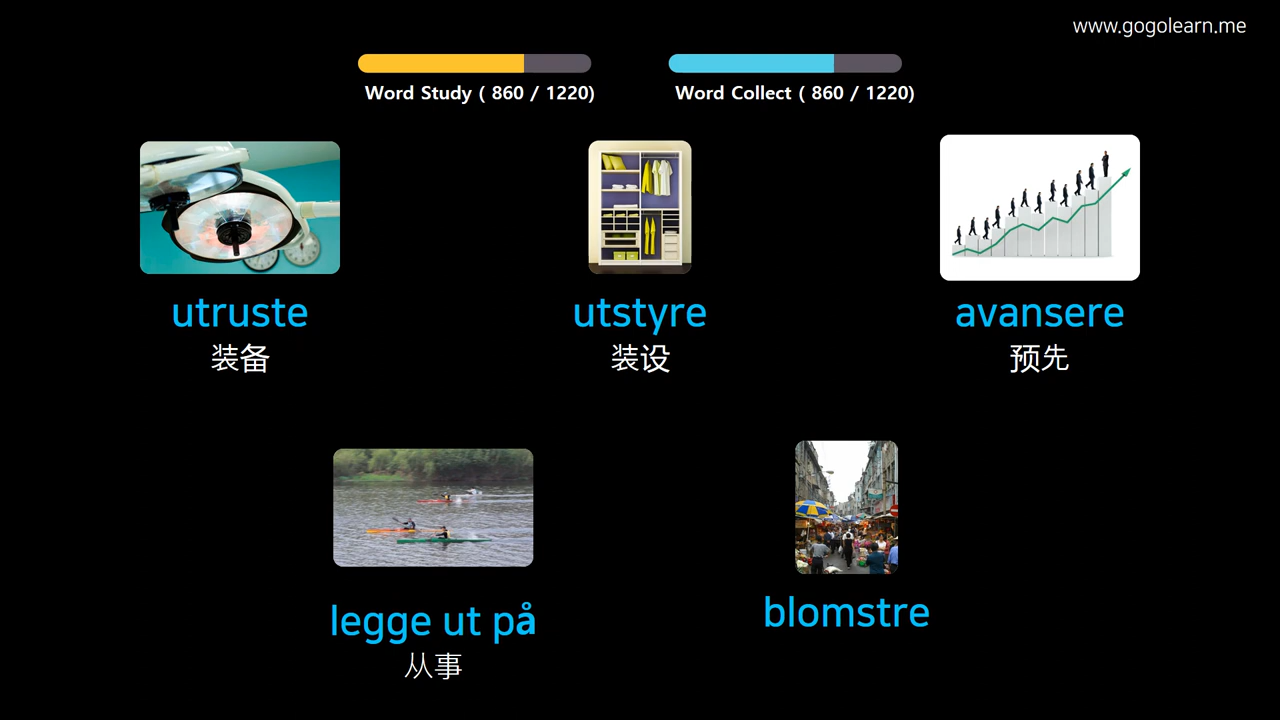 www.gogolearn.me
Word Study ( 860 / 1220)
Word Collect ( 860 / 1220)
utruste
装备
utstyre
装设
avansere
预先
legge ut på
从事
blomstre